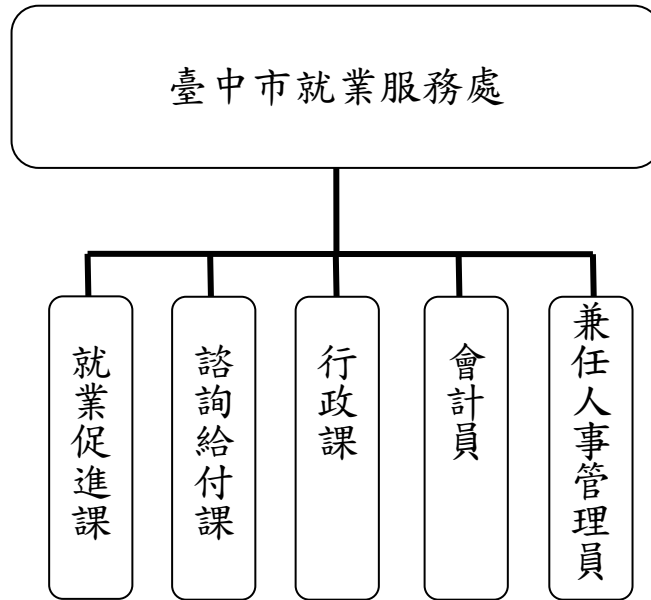 臺中市就業服務處
就業促進課
諮詢給付課
行政課
會計員
兼任人事管理員